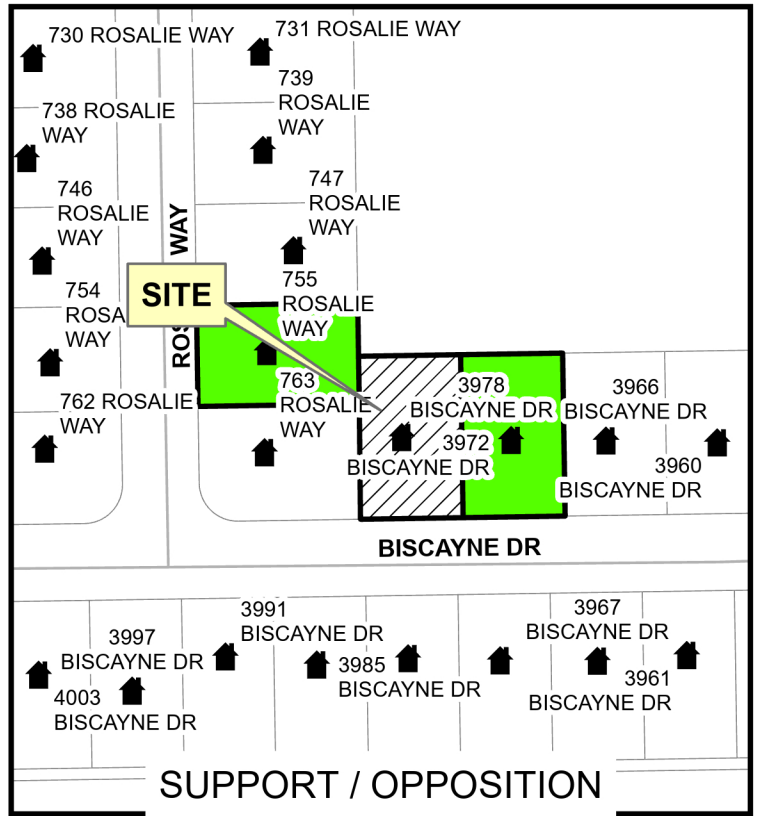 730 ROSALIE WAY
731 ROSALIE WAY
739
ROSALIE
WAY
738 ROSALIE
WAY
747
ROSALIE
WAY
746
ROSALIE
WAY
WAY
755
ROSALIE
WAY
SITE
754
ROSA
WAY
ROS
763
ROSALIE
WAY
762 ROSALIE
WAY
3978
BISCAYNE DR
3966
BISCAYNE DR
3972
BISCAYNE DR
3960
BISCAYNE DR
BISCAYNE DR
3991
BISCAYNE DR
3967
BISCAYNE DR
3997
BISCAYNE DR
3985
BISCAYNE DR
3961
BISCAYNE DR
4003
BISCAYNE DR
SUPPORT / OPPOSITION